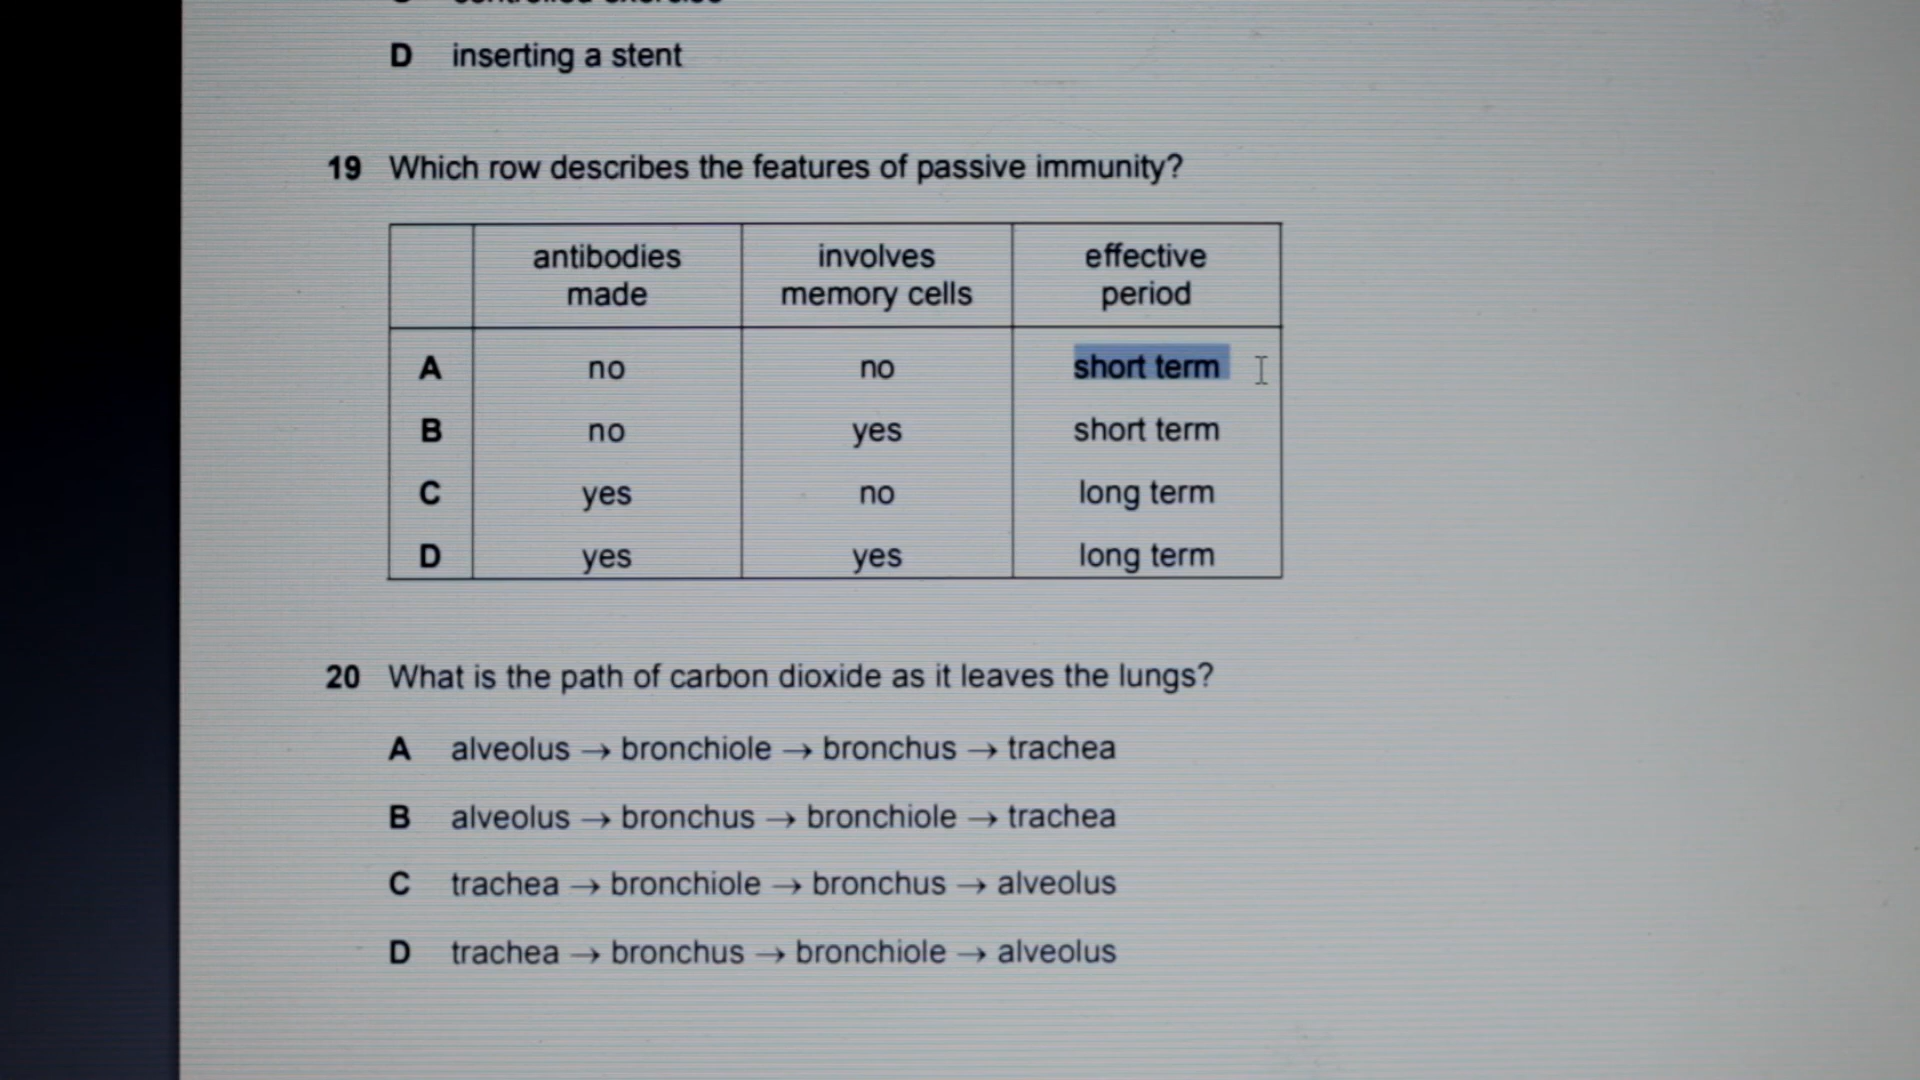 D inserting a stent
19 Which row describes the features of passive immunity?
antibodies made involves memory cells effective period
A no no short term
B no yes short term
C yes no long term
D yes yes long term
20 What is the path of carbon dioxide as it leaves the lungs?
A alveolus → bronchiole → bronchus → trachea
B alveolus → bronchus → bronchiole → trachea
C trachea → bronchiole → bronchus → alveolus
D trachea → bronchus → bronchiole → alveolus